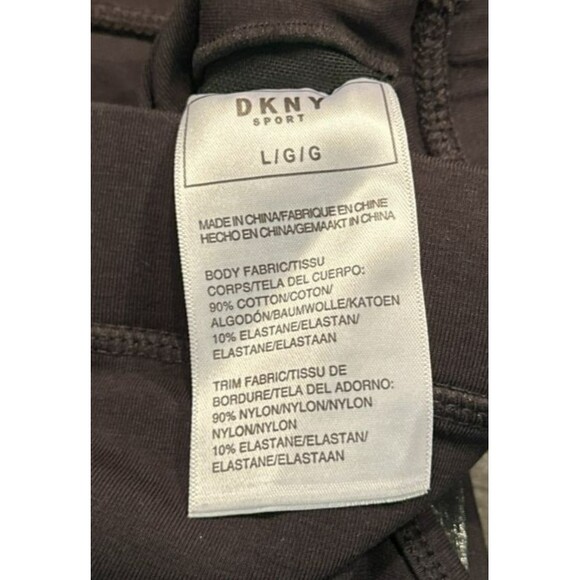 DKNY
SPORT
L/G/G
MADE IN CHINA/FABRIQUE EN CHINE
HECHO EN CHINA/GEMAAKT IN CHINA
BODY FABRIC/TISSU
CORPS/TELA DEL CUERPO:
90% COTTON/COTON/
ALGODÓN/BAUMWOLLE/KATOEN
10% ELASTANE/ELASTAN/
ELASTANE/ELASTAAN
TRIM FABRIC/TISSU DE
BORDURE/TELA DEL ADORNO:
90% NYLON/NYLON/NYLON
NYLON/NYLON
10% ELASTANE/ELASTAN/
ELASTANE/ELASTAAN